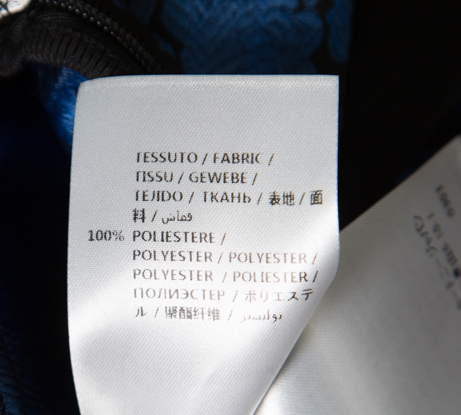 TESSUTO / FABRIC /
TISSU / GEWEBE /
TEJIDO / ТКАНЬ / 表地 / 面
料 / قماش
100% POLIESTERE /
POLYESTER / POLYESTER /
POLYESTER / POLIESTER /
ПОЛИЭСТЕР / ポリエステ
ル / 聚酯纤维 / بوليستر